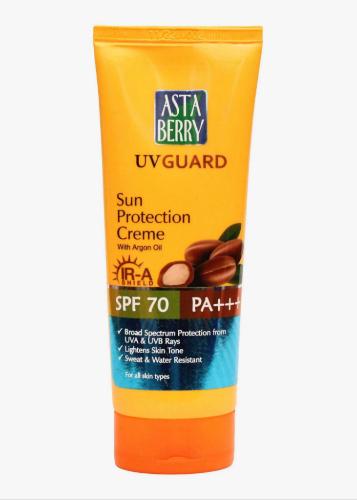 ASTA
BERRY
UVGUARD
Sun
Protection
Creme
With Argon Oil
IR-A
SHIELD
SPF 70 PA+++
✓ Broad Spectrum Protection from
UVA & UVB Rays
✓ Lightens Skin Tone
✓ Sweat & Water Resistant
For all skin types